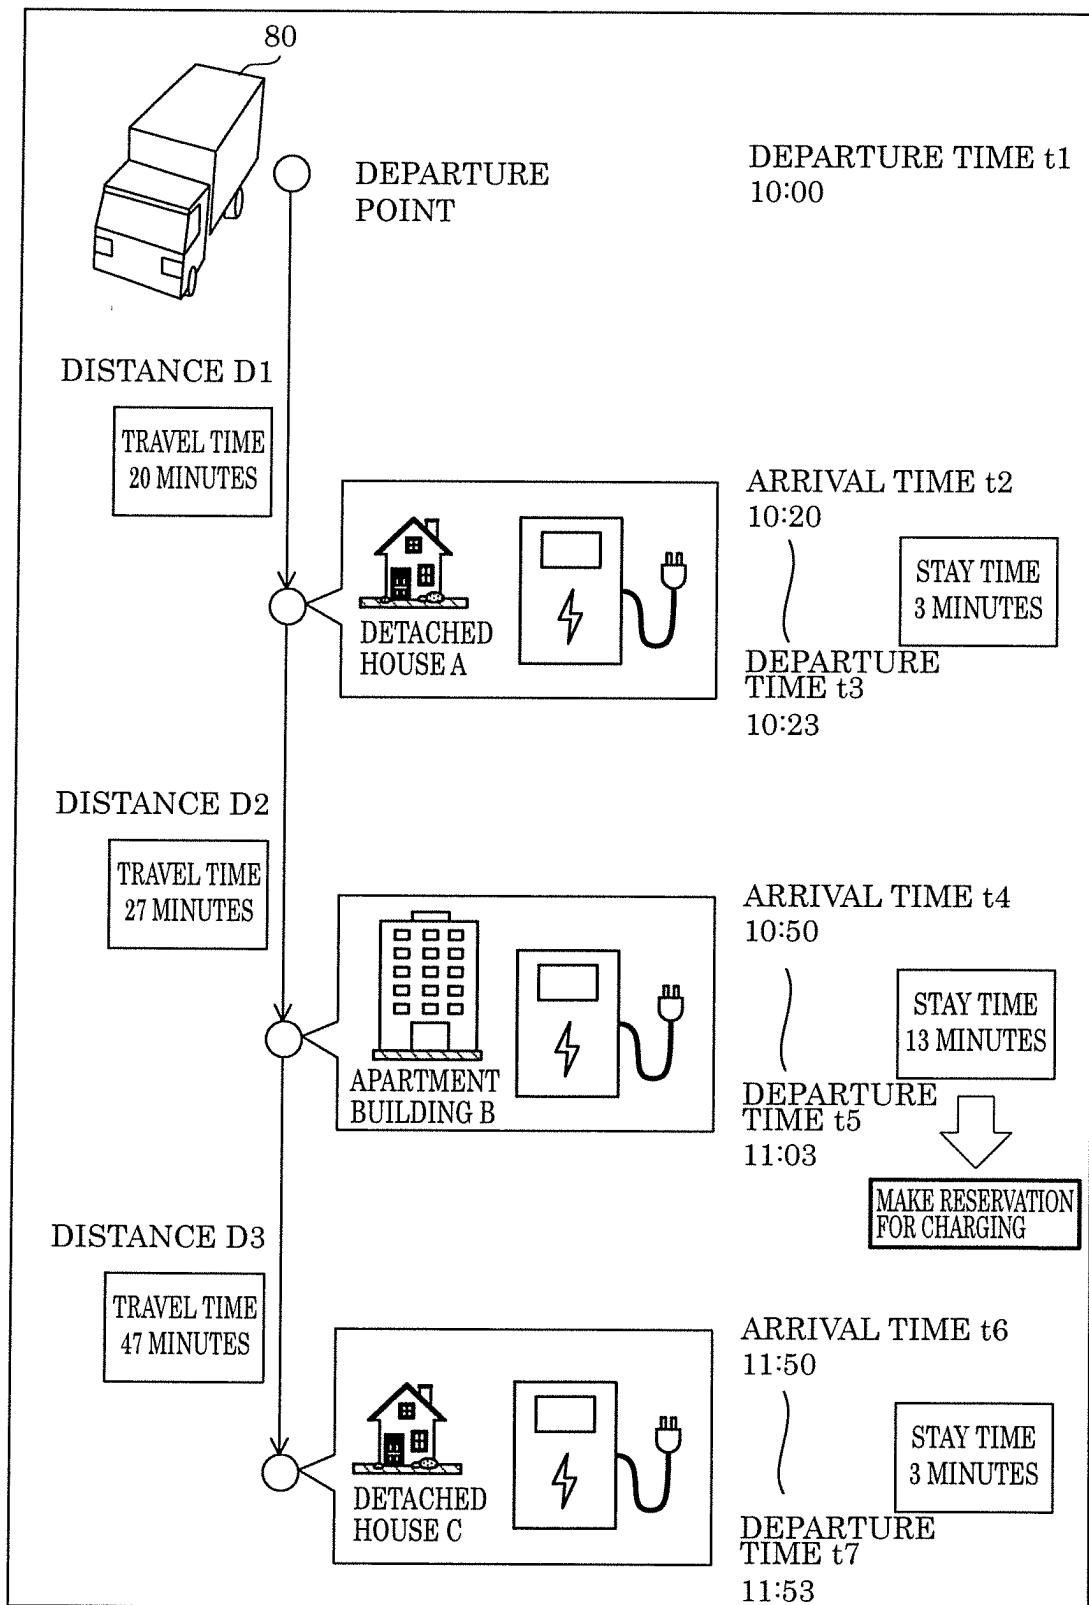 80
DEPARTURE
POINT
DEPARTURE TIME t1
10:00
DISTANCE D1
TRAVEL TIME
20 MINUTES
DETACHED
HOUSE A
ARRIVAL TIME t2
10:20
STAY TIME
3 MINUTES
DEPARTURE
TIME t3
10:23
DISTANCE D2
TRAVEL TIME
27 MINUTES
APARTMENT
BUILDING B
ARRIVAL TIME t4
10:50
STAY TIME
13 MINUTES
DEPARTURE
TIME t5
11:03
MAKE RESERVATION
FOR CHARGING
DISTANCE D3
TRAVEL TIME
47 MINUTES
DETACHED
HOUSE C
ARRIVAL TIME t6
11:50
STAY TIME
3 MINUTES
DEPARTURE
TIME t7
11:53